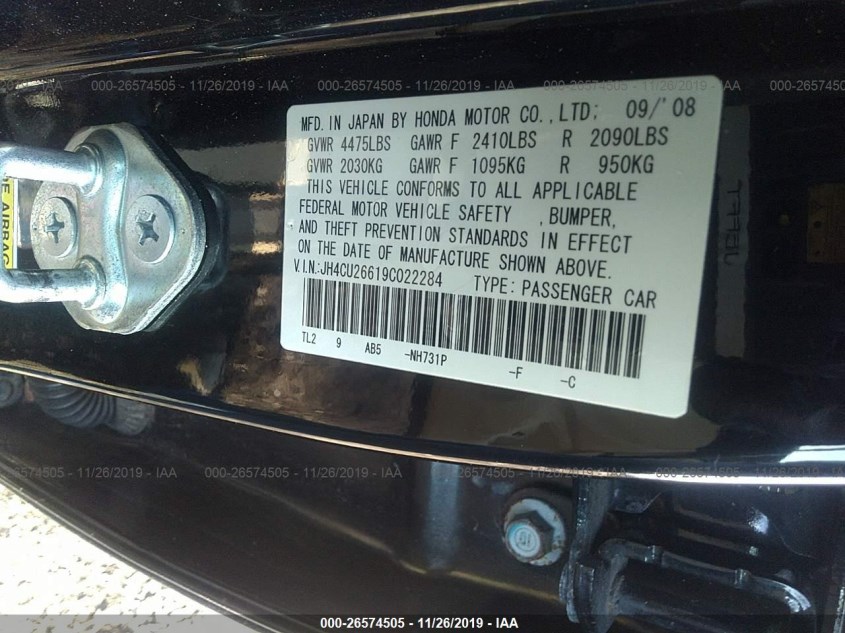 000-26574505 - 11/26/2019 - IAA
MFD. IN JAPAN BY HONDA MOTOR CO.,LTD; 09/'08
GVWR 4475LBS GAWR F 2410LBS R 2090LBS
GVWR 2030KG GAWR F 1095KG R 950KG
THIS VEHICLE CONFORMS TO ALL APPLICABLE
FEDERAL MOTOR VEHICLE SAFETY ,BUMPER,
AND THEFT PREVENTION STANDARDS IN EFFECT
ON THE DATE OF MANUFACTURE SHOWN ABOVE.
V.I.N:JH4CU26619C022284 TYPE: PASSENGER CAR
TL2 9 AB5 -NH731P -F -C
AIRBAG
000-26574505 - 11/26/2019 - IAA
000-26574505 - 11/26/2019 - IAA